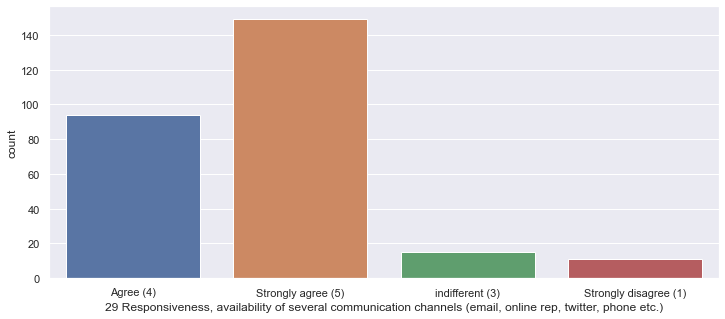 140
120
100
80
60
40
20
0
count
Agree (4) Strongly agree (5) indifferent (3) Strongly disagree (1)
29 Responsiveness, availability of several communication channels (email, online rep, twitter, phone etc.)